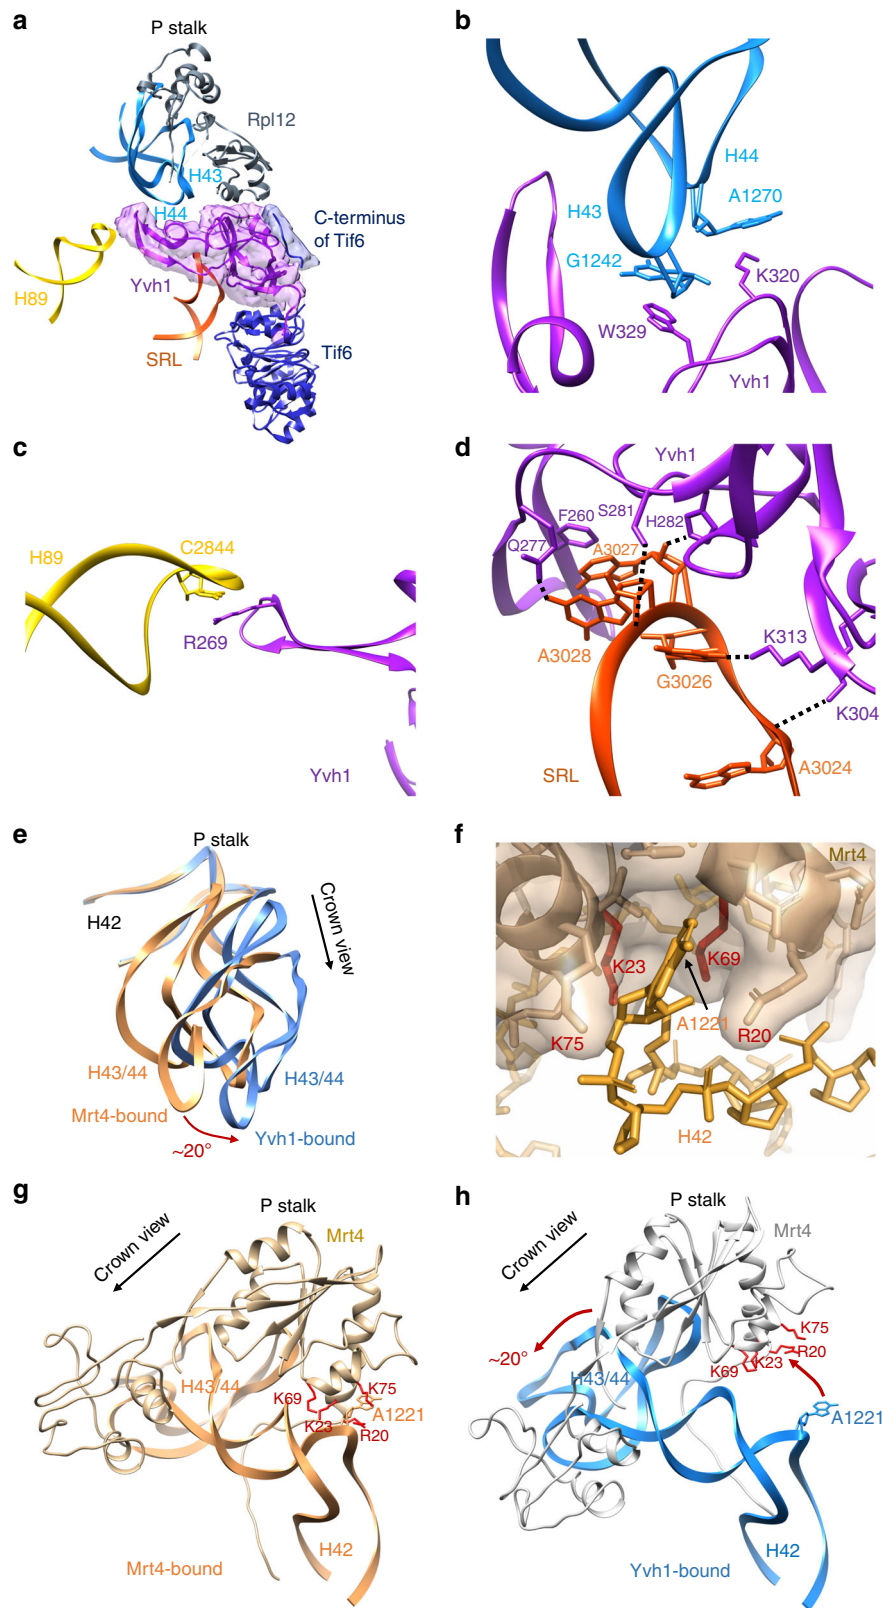 a
P stalk
Rpl12
H43
H44
C-terminus
of Tif6
Yvh1
H89
SRL
Tif6
b
H44
A1270
H43
G1242
K320
W329
Yvh1
c
H89
C2844
R269
Yvh1
d
Yvh1
S281
F260
H282
Q277
A3027
A3028
K313
G3026
K304
A3024
SRL
e
P stalk
H42
Crown view
H43/44
H43/44
Mrt4-bound
Yvh1-bound
~20°
f
Mrt4
K23
K69
A1221
K75
R20
H42
g
P stalk
Crown view
Mrt4
H43/44
K69
K75
A1221
K23
R20
H42
Mrt4-bound
h
P stalk
Mrt4
Crown view
~20°
K75
R20
K69
K23
H43/44
A1221
H42
Yvh1-bound